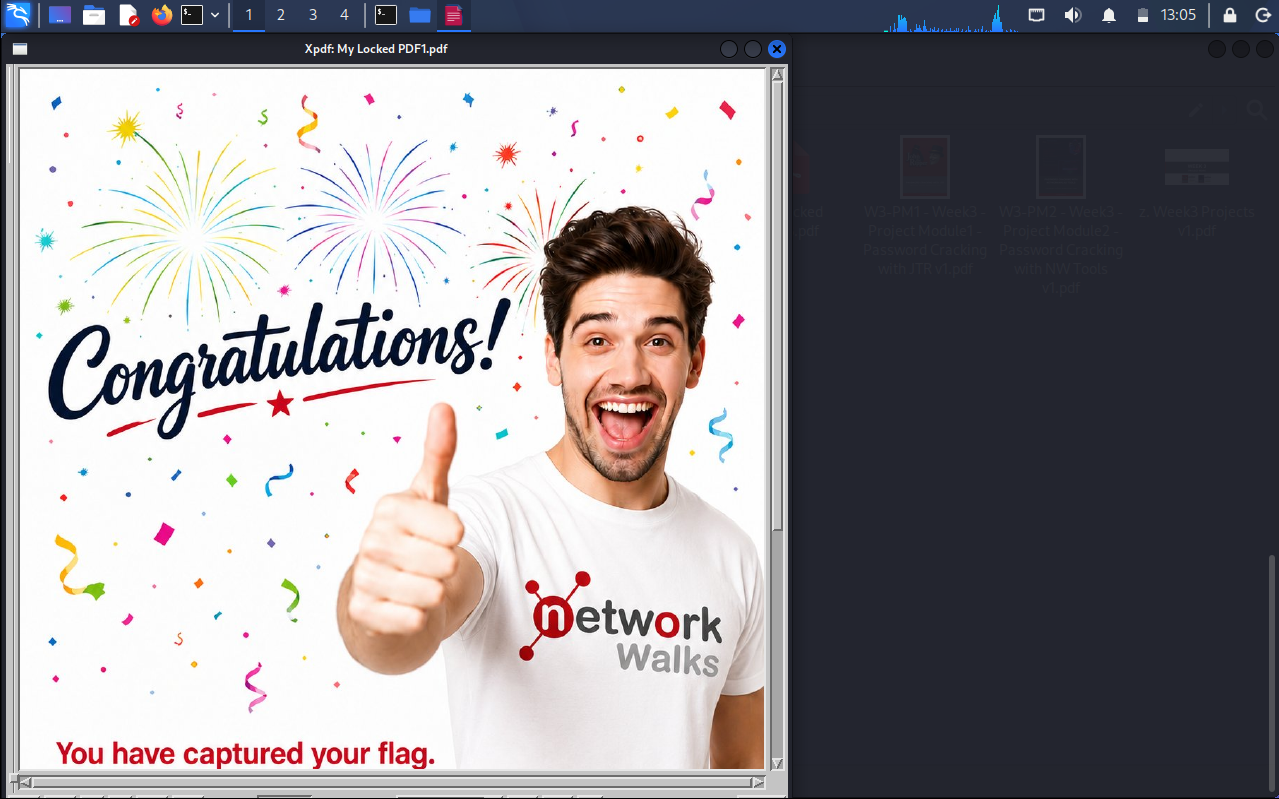 1
2
3
4
13:05
Xpdf: My Locked PDF1.pdf
Congratulations!
network
Walks
You have captured your flag.
cked
.pdf
W3-PM1 - Week3 -
Project Module1 -
Password Cracking
with JTR v1.pdf
W3-PM2 - Week3 -
Project Module2 -
Password Cracking
with NW Tools
v1.pdf
z. Week3 Projects
v1.pdf